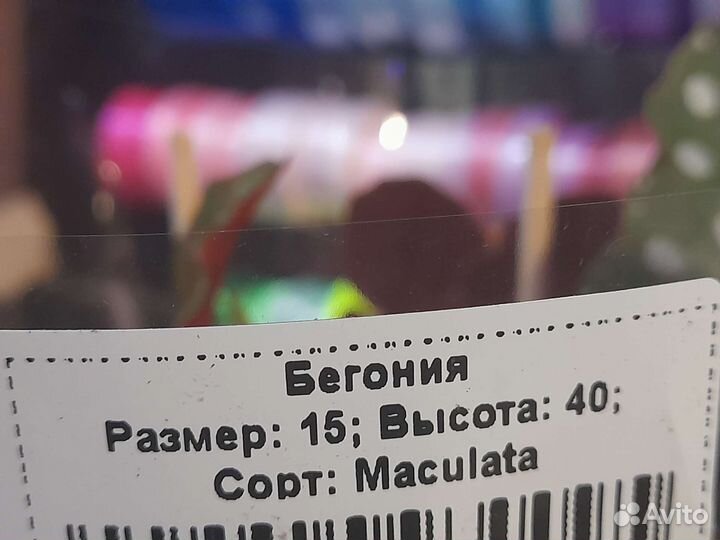 Бегония
Размер: 15; Высота: 40;
Сорт: Maculata
Avito